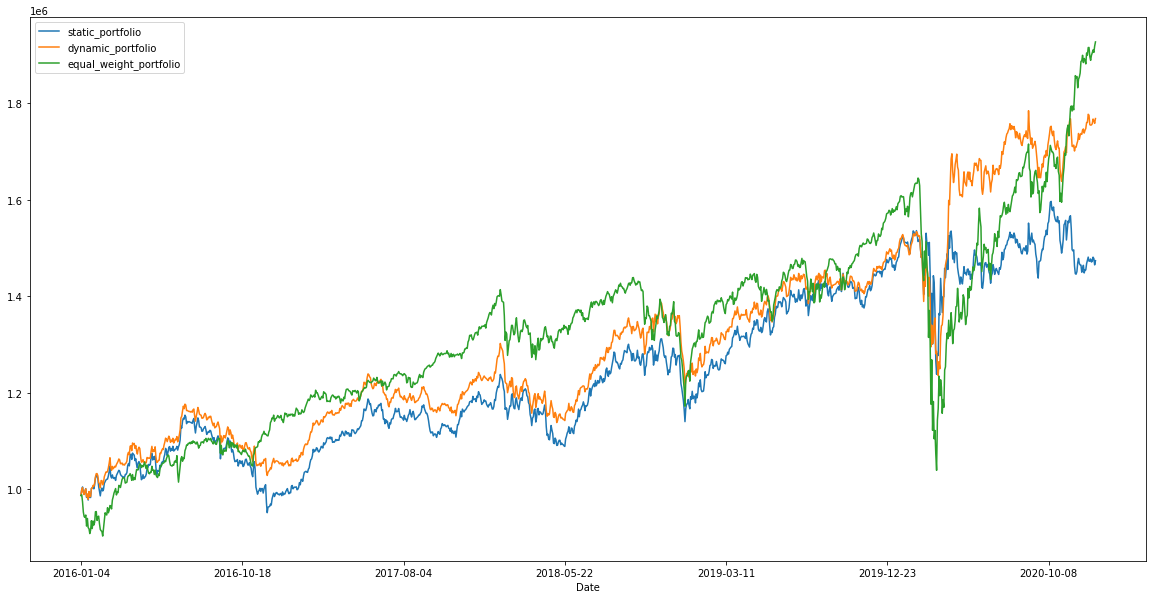 1e6
static_portfolio
dynamic_portfolio
equal_weight_portfolio
1.8
1.6
1.4
1.2
1.0
2016-01-04 2016-10-18 2017-08-04 2018-05-22 2019-03-11 2019-12-23 2020-10-08
Date